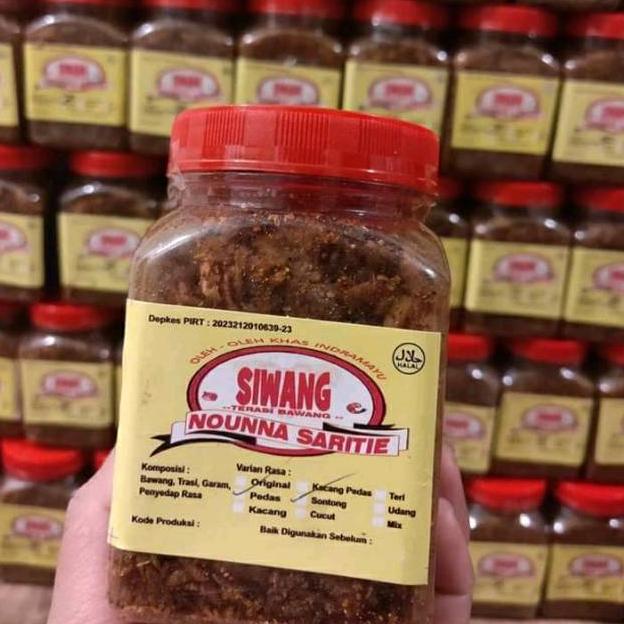 Depkes PIRT : 2023212010639-23
OLEH - OLEH KHAS INDRAMAYU
حلال
HALAL
SIWANG
--TERASI BAWANG --
NOUNNA SARITIE
Komposisi :
Bawang, Trasi, Garam,
Penyedap Rasa
Varian Rasa :
Original
Pedas
Kacang
Kacang Pedas
Sontong
Cucut
Teri
Udang
Mix
Kode Produksi :
Baik Digunakan Sebelum :